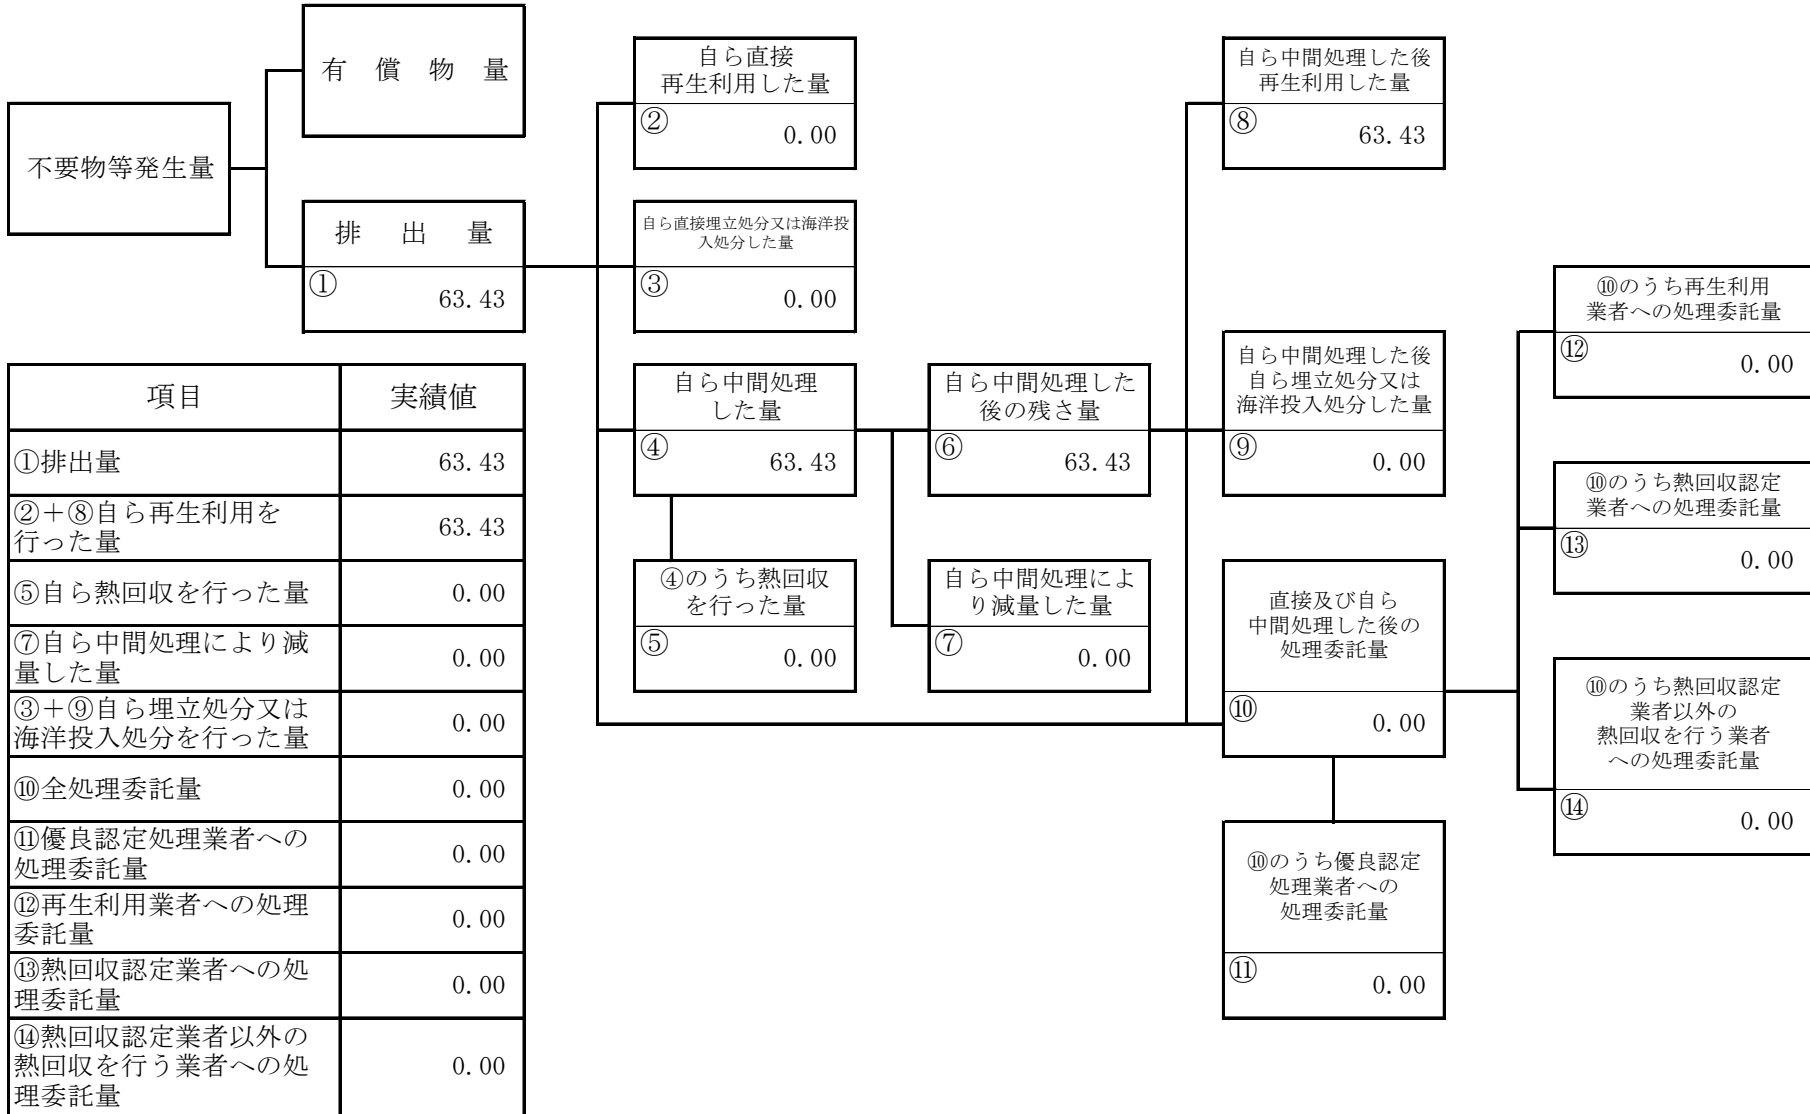 有償物量
不要物等発生量
排出量
①
63.43
自ら直接
再生利用した量
②
0.00
自ら直接埋立処分又は海洋投
入処分した量
③
0.00
自ら中間処理
した量
④
63.43
④のうち熱回収
を行った量
⑤
0.00
自ら中間処理した
後の残さ量
⑥
63.43
自ら中間処理によ
り減量した量
⑦
0.00
自ら中間処理した後
再生利用した量
⑧
63.43
自ら中間処理した後
自ら埋立処分又は
海洋投入処分した量
⑨
0.00
直接及び自ら
中間処理した後の
処理委託量
⑩
0.00
⑩のうち優良認定
処理業者への
処理委託量
⑪
0.00
⑩のうち再生利用
業者への処理委託量
⑫
0.00
⑩のうち熱回収認定
業者への処理委託量
⑬
0.00
⑩のうち熱回収認定
業者以外の
熱回収を行う業者
への処理委託量
⑭
0.00
項目 実績値
①排出量 63.43
②＋⑧自ら再生利用を
行った量 63.43
⑤自ら熱回収を行った量 0.00
⑦自ら中間処理により減
量した量 0.00
③＋⑨自ら埋立処分又は
海洋投入処分を行った量 0.00
⑩全処理委託量 0.00
⑪優良認定処理業者への
処理委託量 0.00
⑫再生利用業者への処理
委託量 0.00
⑬熱回収認定業者への処
理委託量 0.00
⑭熱回収認定業者以外の
熱回収を行う業者への処
理委託量 0.00